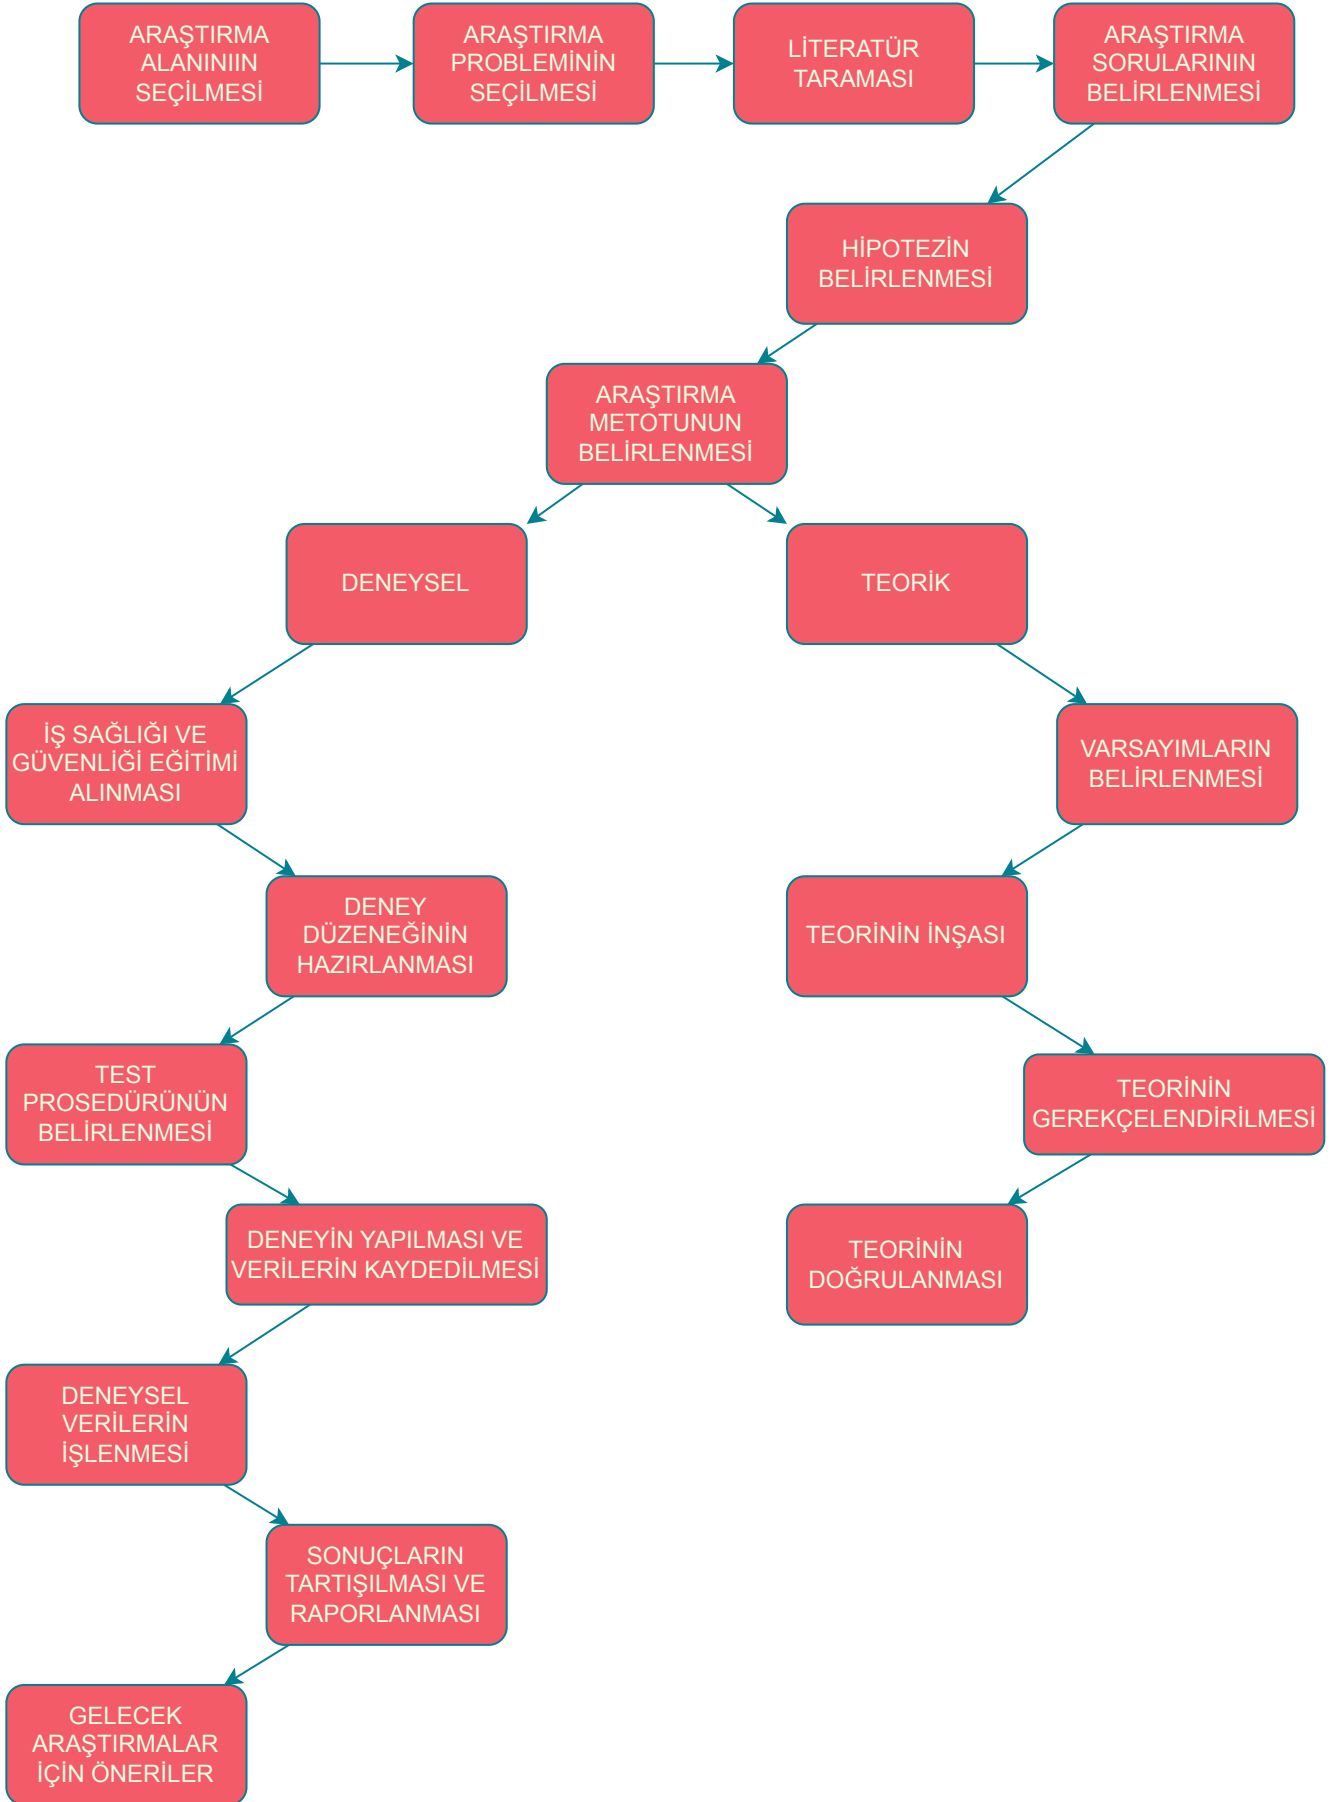 ARAŞTIRMA
ALANINIIN
SEÇİLMESİ
ARAŞTIRMA
PROBLEMİNİN
SEÇİLMESİ
LİTERATÜR
TARAMASI
ARAŞTIRMA
SORULARININ
BELİRLENMESİ
HİPOTEZİN
BELİRLENMESİ
ARAŞTIRMA
METOTUNUN
BELİRLENMESİ
DENEYSEL
TEORİK
İŞ SAĞLIĞI VE
GÜVENLİĞİ EĞİTİMİ
ALINMASI
VARSAYIMLARIN
BELİRLENMESİ
DENEY
DÜZENEĞİNİN
HAZIRLANMASI
TEORİNİN İNŞASI
TEST
PROSEDÜRÜNÜN
BELİRLENMESİ
TEORİNİN
GEREKÇELENDİRİLMESİ
DENEYİN YAPILMASI VE
VERİLERİN KAYDEDİLMESİ
TEORİNİN
DOĞRULANMASI
DENEYSEL
VERİLERİN
İŞLENMESİ
SONUÇLARIN
TARTIŞILMASI VE
RAPORLANMASI
GELECEK
ARAŞTIRMALAR
İÇİN ÖNERİLER